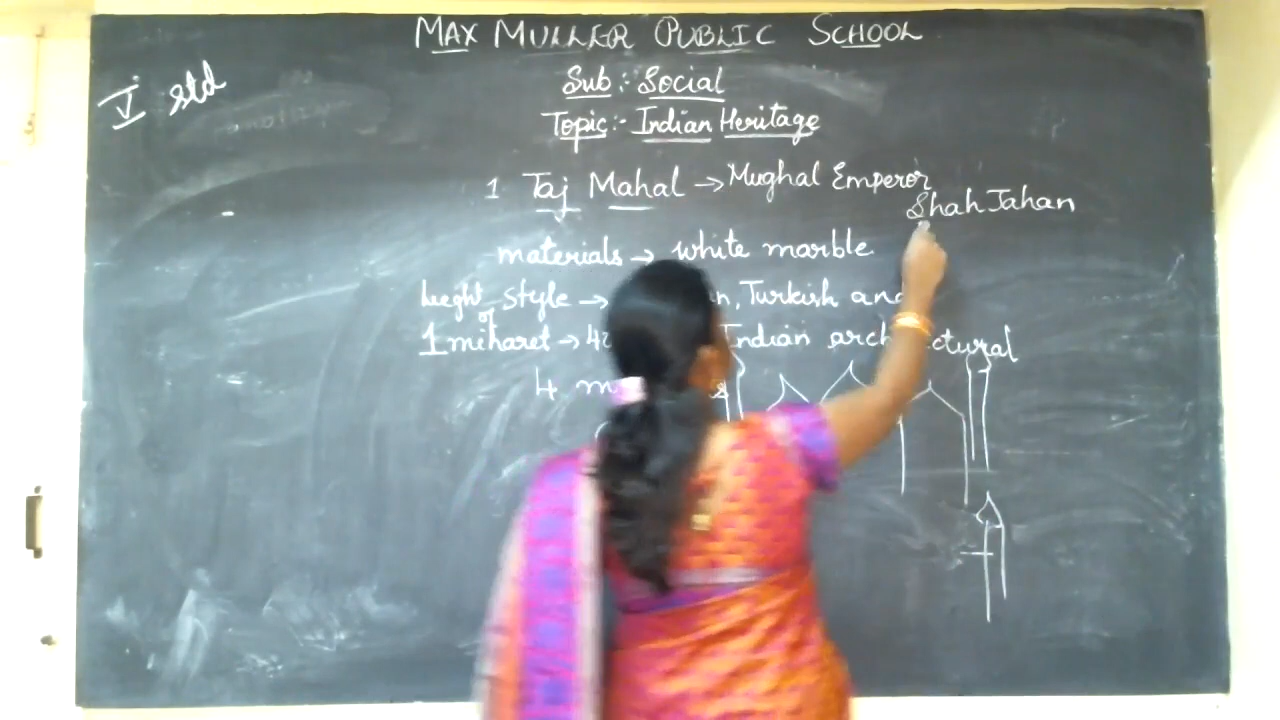 MAX MULLER PUBLIC SCHOOL
V std
Sub :- Social
Topic :- Indian Heritage
1 Taj Mahal → Mughal Emperor
Shah Jahan
materials → white marble
style → n, Turkish and
1 minaret → 42 Indian architectural
4 m s